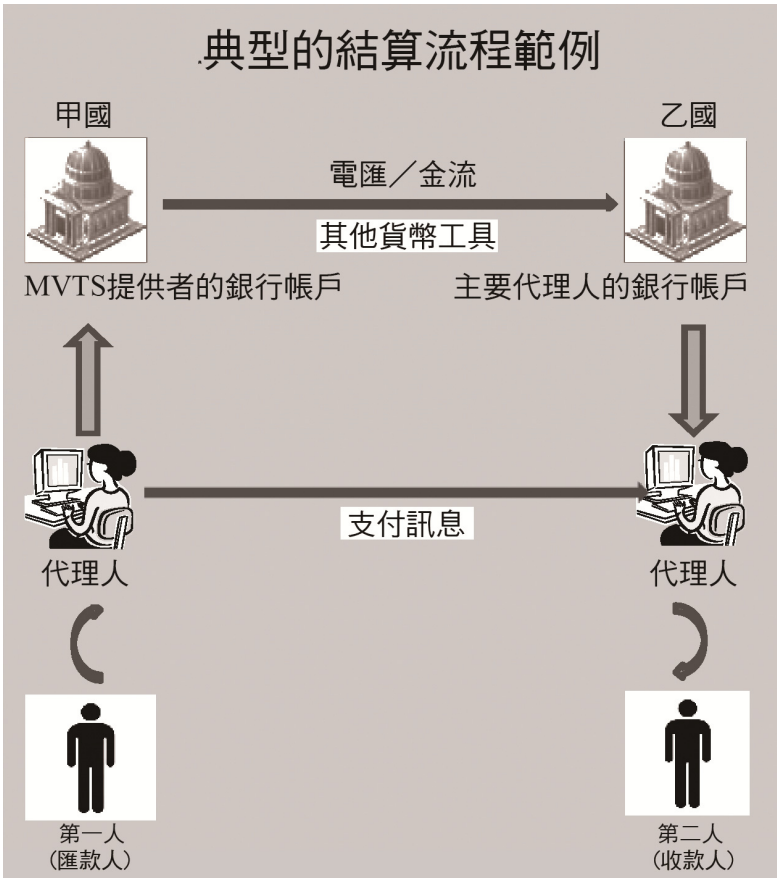 典型的結算流程範例
甲國
乙國
電匯／金流
其他貨幣工具
MVTS提供者的銀行帳戶
主要代理人的銀行帳戶
支付訊息
代理人
代理人
第一人
(匯款人)
第二人
(收款人)